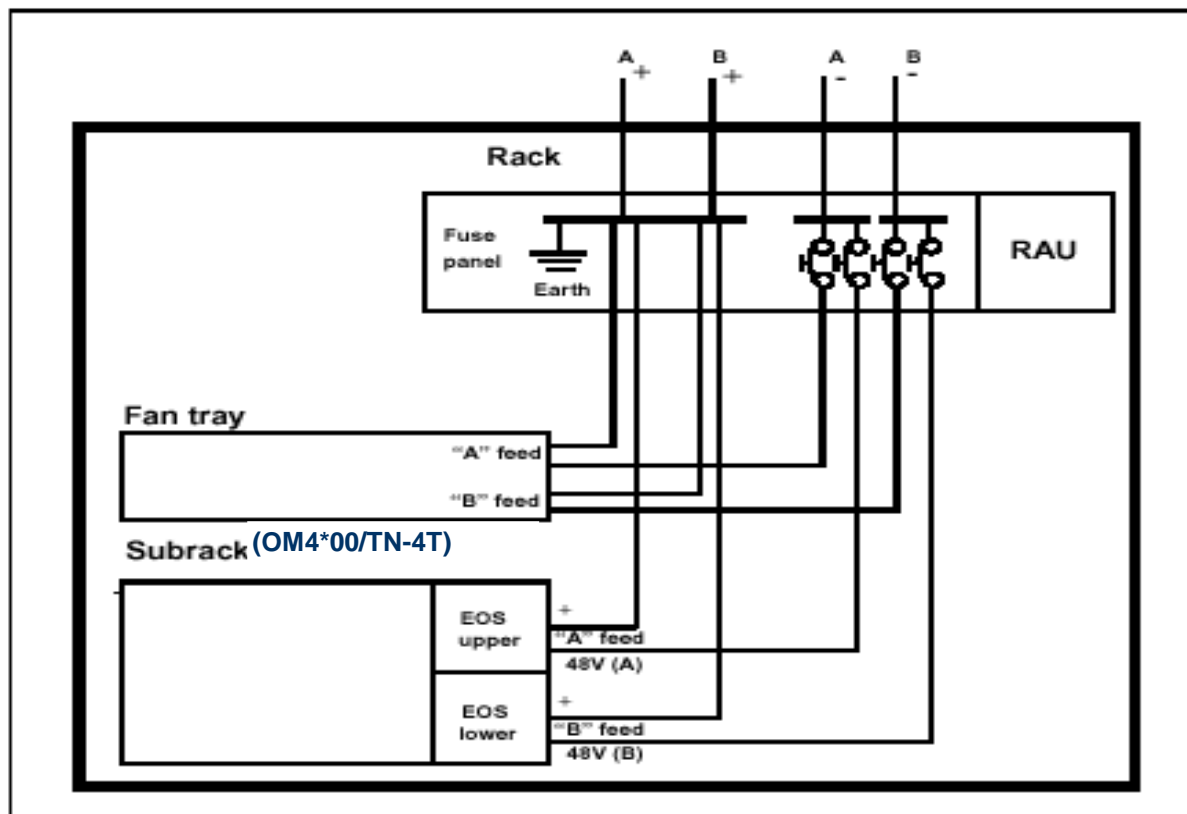 A B A B
+ + - -
Rack
Fuse
panel
Earth
RAU
Fan tray
"A" feed
"B" feed
Subrack (OM4*00/TN-4T)
EOS
upper
+
"A" feed
48V (A)
EOS
lower
+
"B" feed
48V (B)